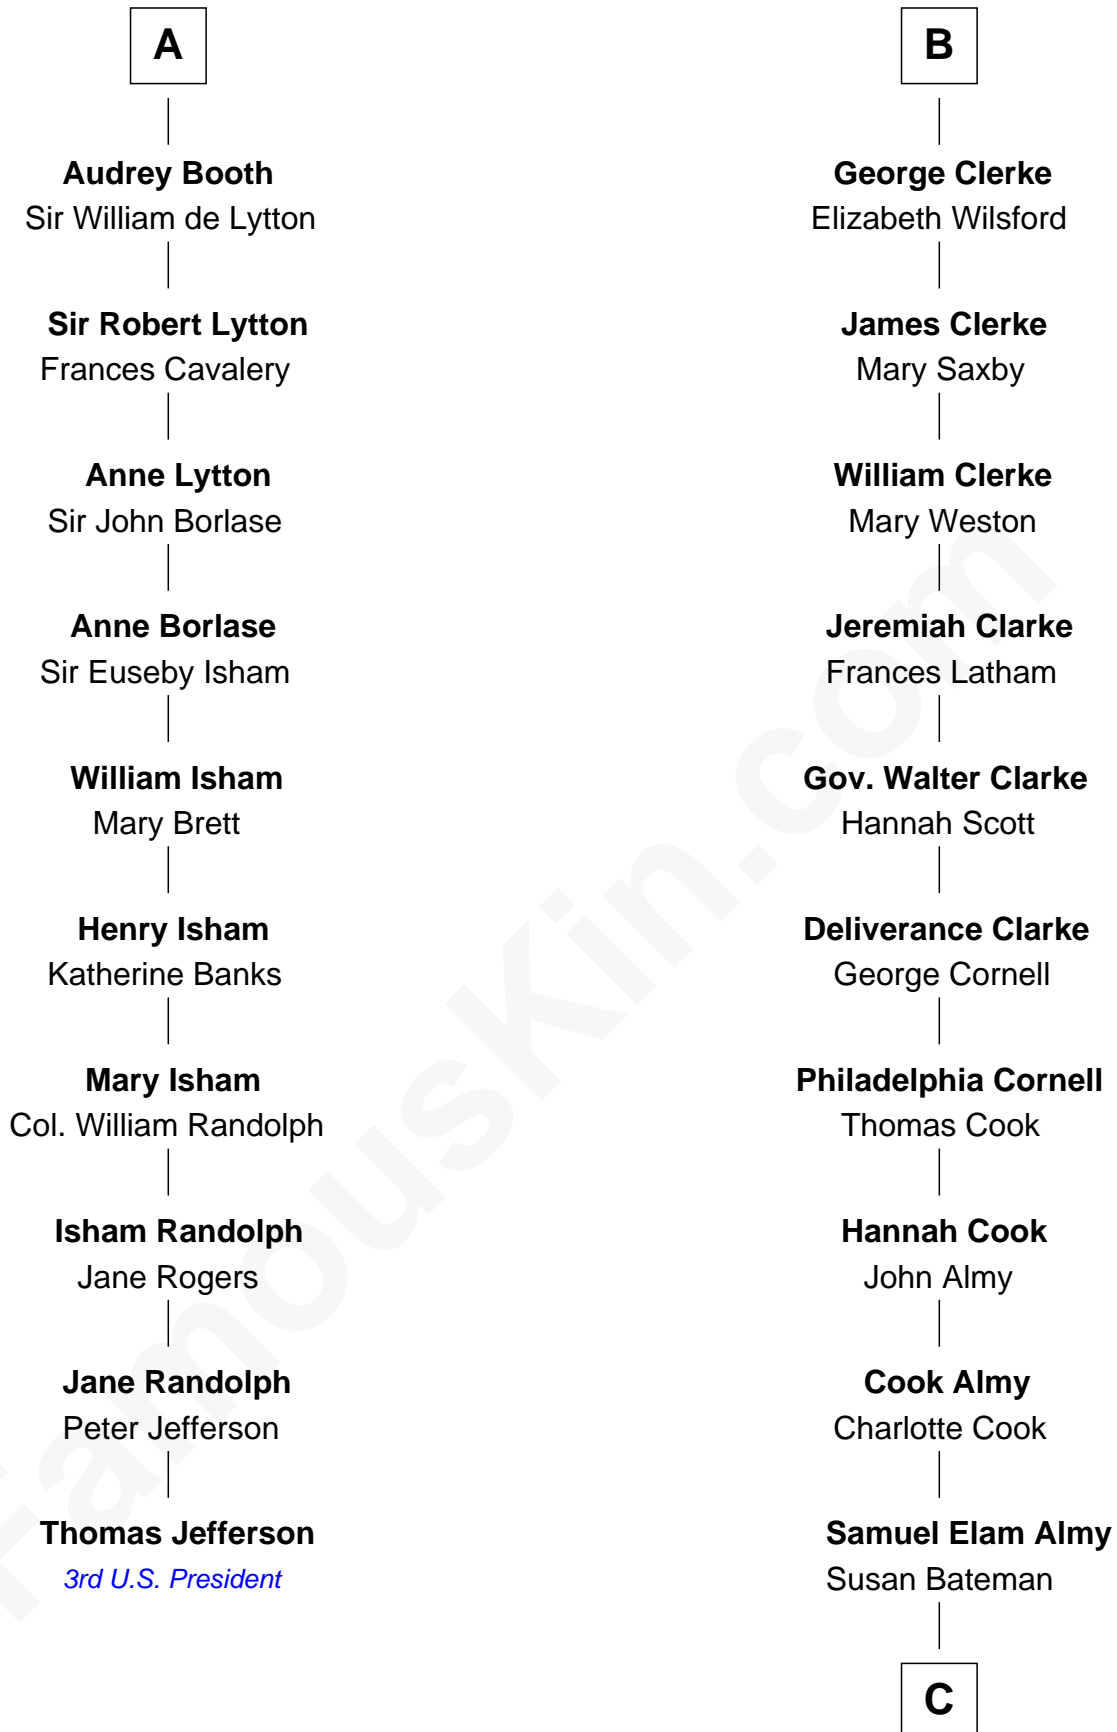 A
Audrey Booth
Sir William de Lytton
Sir Robert Lytton
Frances Cavalery
Anne Lytton
Sir John Borlase
Anne Borlase
Sir Euseby Isham
William Isham
Mary Brett
Henry Isham
Katherine Banks
Mary Isham
Col. William Randolph
Isham Randolph
Jane Rogers
Jane Randolph
Peter Jefferson
Thomas Jefferson
3rd U.S. President
B
George Clerke
Elizabeth Wilsford
James Clerke
Mary Saxby
William Clerke
Mary Weston
Jeremiah Clarke
Frances Latham
Gov. Walter Clarke
Hannah Scott
Deliverance Clarke
George Cornell
Philadelphia Cornell
Thomas Cook
Hannah Cook
John Almy
Cook Almy
Charlotte Cook
Samuel Elam Almy
Susan Bateman
C
FamousKin.com